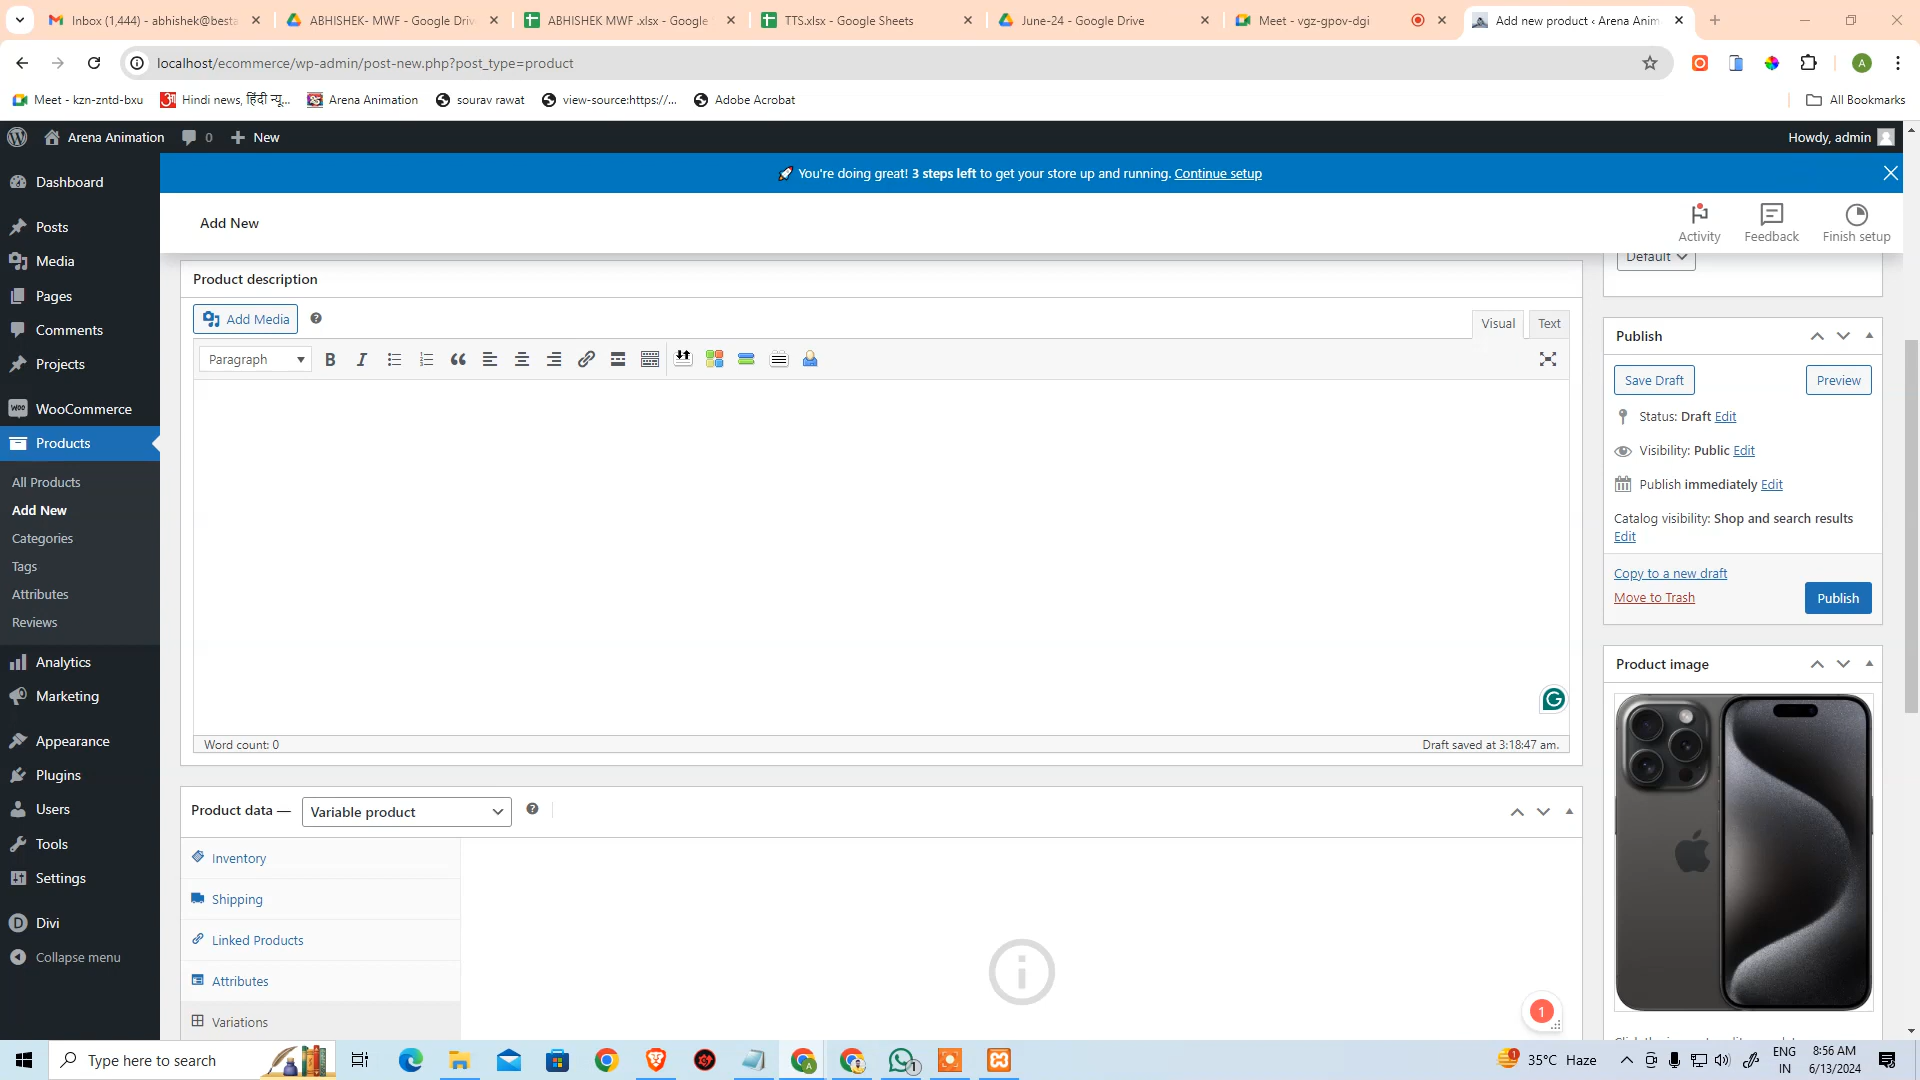 Inbox (1,444) - abhishek@besta
ABHISHEK- MWF - Google Driv
ABHISHEK MWF .xlsx - Google
TTS.xlsx - Google Sheets
June-24 - Google Drive
Meet - vgz-gpov-dgi
Add new product ‹ Arena Anim
localhost/ecommerce/wp-admin/post-new.php?post_type=product
A
Meet - kzn-zntd-bxu
Hindi news, हिंदी न्यू...
Arena Animation
sourav rawat
view-source:https://...
Adobe Acrobat
All Bookmarks
Arena Animation
0
New
Howdy, admin
You're doing great! 3 steps left to get your store up and running. Continue setup
Add New
Activity
Feedback
Finish setup
Dashboard
Posts
Media
Pages
Comments
Projects
WooCommerce
Products
All Products
Add New
Categories
Tags
Attributes
Reviews
Analytics
Marketing
Appearance
Plugins
Users
Tools
Settings
Divi
Collapse menu
Product description
Add Media
Visual
Text
Paragraph
Word count: 0
Draft saved at 3:18:47 am.
Product data —
Variable product
Inventory
Shipping
Linked Products
Attributes
Variations
1
Default
Publish
Save Draft
Preview
Status: Draft Edit
Visibility: Public Edit
Publish immediately Edit
Catalog visibility: Shop and search results
Edit
Copy to a new draft
Move to Trash
Publish
Product image
Type here to search
35°C Haze
ENG
IN
8:56 AM
6/13/2024